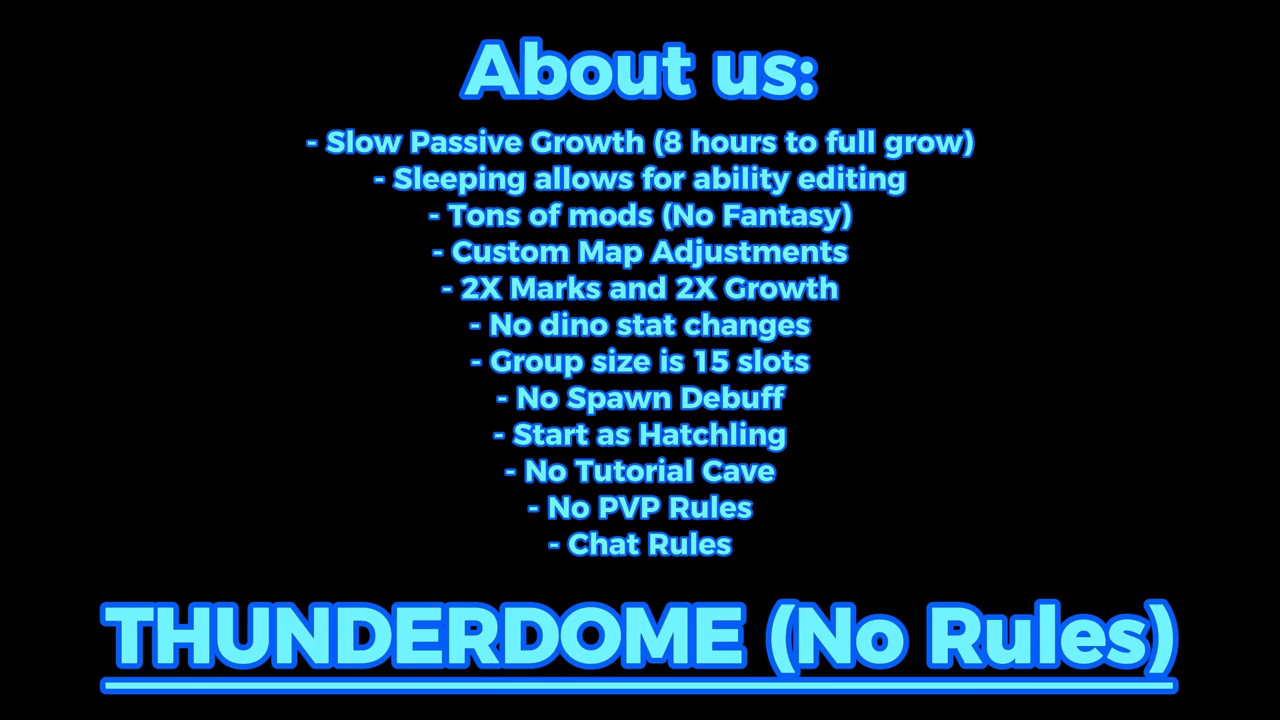 About us:
- Slow Passive Growth (8 hours to full grow)
- Sleeping allows for ability editing
- Tons of mods (No Fantasy)
- Custom Map Adjustments
- 2X Marks and 2X Growth
- No dino stat changes
- Group size is 15 slots
- No Spawn Debuff
- Start as Hatchling
- No Tutorial Cave
- No PVP Rules
- Chat Rules
THUNDERDOME (No Rules)